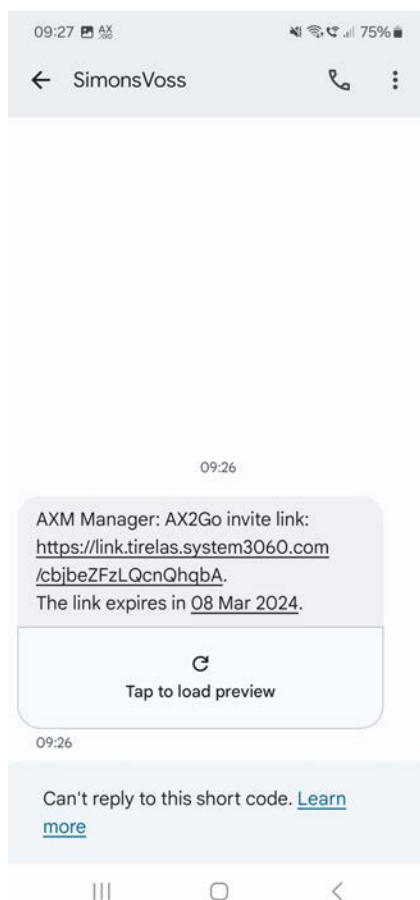 09:27 AX
2GO 75%
SimonsVoss
09:26
AXM Manager: AX2Go invite link:
https://link.tirelas.system3060.com
/cbjbeZFzLQcnQhqbA.
The link expires in 08 Mar 2024.
Tap to load preview
09:26
Can't reply to this short code. Learn
more